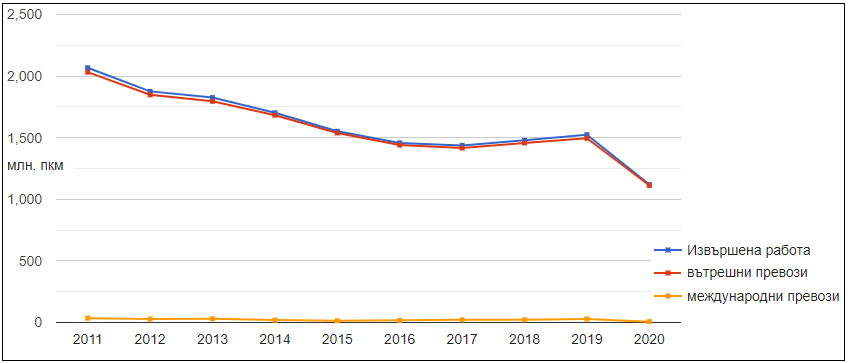 2,500
2,000
1,500
млн. пкм
1,000
500
0
2011 2012 2013 2014 2015 2016 2017 2018 2019 2020
Извършена работа
вътрешни превози
международни превози